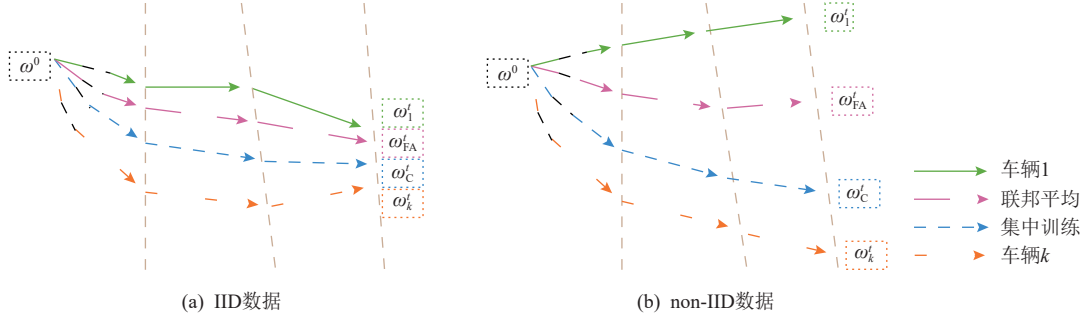 ω⁰
ω₁ᵗ
ω_FAᵗ
ω_Cᵗ
ω_kᵗ
(a) IID数据
ω⁰
ω₁ᵗ
ω_FAᵗ
ω_Cᵗ
ω_kᵗ
(b) non-IID数据
车辆1
联邦平均
集中训练
车辆k